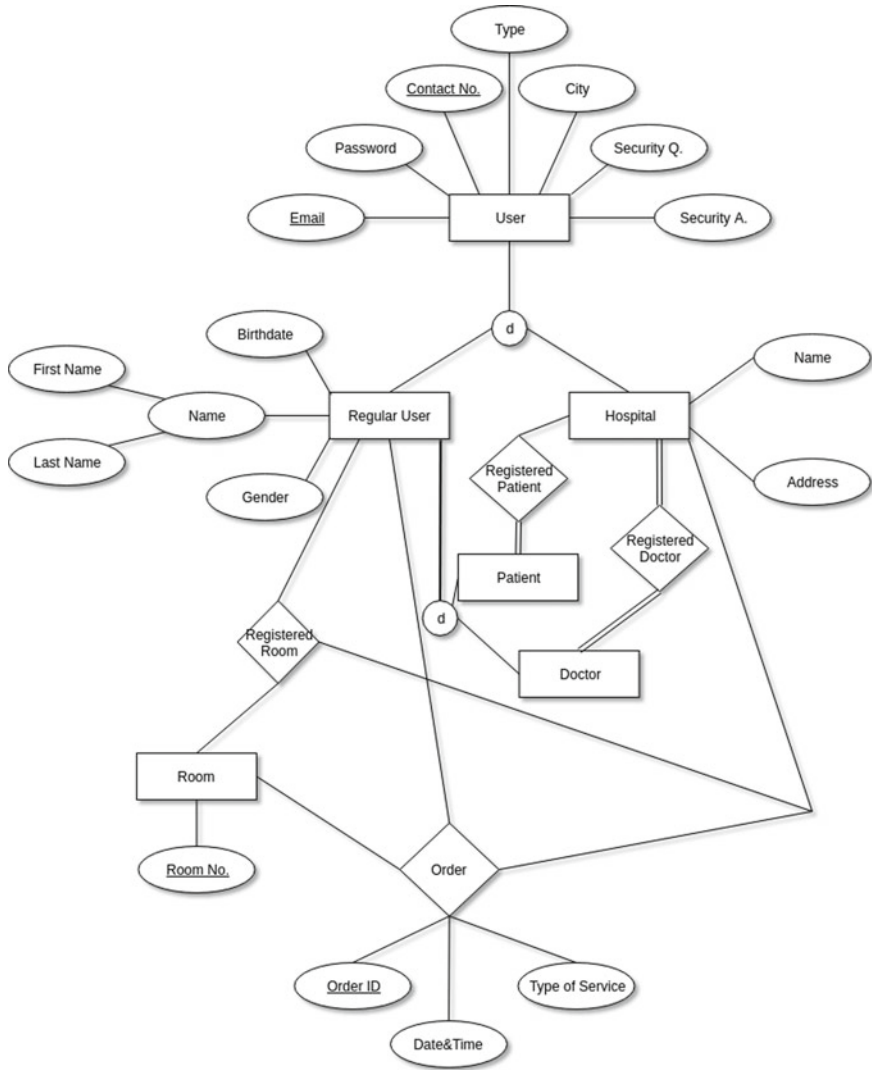 Type
Contact No.
City
Password
Security Q.
Email
User
Security A.
d
Birthdate
Name
First Name
Name
Regular User
Hospital
Last Name
Registered
Patient
Gender
Address
Registered
Doctor
Patient
d
Registered
Room
Doctor
Room
Room No.
Order
Order ID
Type of Service
Date&Time